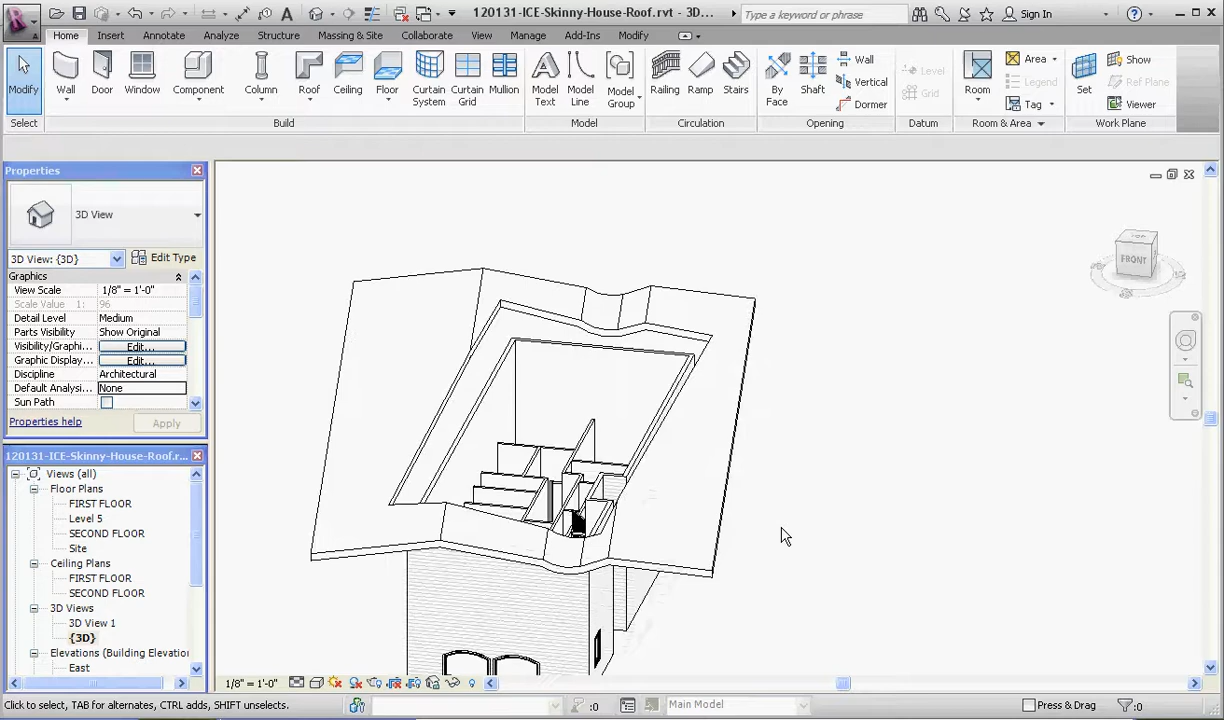 120131-ICE-Skinny-House-Roof.rvt - 3D...
Type a keyword or phrase
Sign In
Home Insert Annotate Analyze Structure Massing & Site Collaborate View Manage Add-Ins Modify
Modify
Wall
Door
Window
Component
Column
Roof
Ceiling
Floor
Curtain System
Curtain Grid
Mullion
Model Text
Model Line
Model Group
Railing
Ramp
Stairs
By Face
Shaft
Wall
Vertical
Dormer
Level
Grid
Room
Area
Legend
Tag
Set
Show
Ref Plane
Viewer
Select Build Model Circulation Opening Datum Room & Area Work Plane
Properties
3D View
3D View: {3D} Edit Type
Graphics
View Scale 1/8" = 1'-0"
Scale Value 1: 96
Detail Level Medium
Parts Visibility Show Original
Visibility/Graphi... Edit...
Graphic Display... Edit...
Discipline Architectural
Default Analysi... None
Sun Path
Properties help Apply
120131-ICE-Skinny-House-Roof.r...
Views (all)
Floor Plans
FIRST FLOOR
Level 5
SECOND FLOOR
Site
Ceiling Plans
FIRST FLOOR
SECOND FLOOR
3D Views
3D View 1
{3D}
Elevations (Building Elevation
East
TOP
FRONT
1/8" = 1'-0"
Click to select, TAB for alternates, CTRL adds, SHIFT unselects.
:0
Main Model
Press & Drag
:0